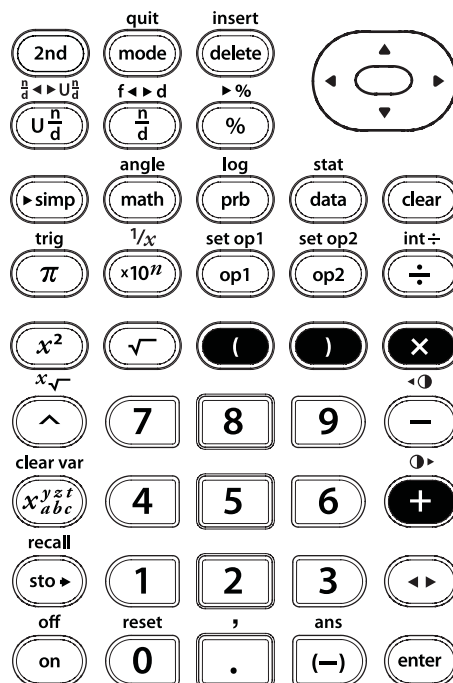 quit insert
2nd mode delete
n/d ◂▸ U n/d f ◂▸ d ▸%
U n/d n/d %
angle log stat
▸simp math prb data clear
trig 1/x set op1 set op2 int÷
π ×10ⁿ op1 op2 ÷
x² √ ( ) ×
ˣ√
^ 7 8 9 −
clear var
x y z t a b c 4 5 6 +
recall
sto▸ 1 2 3 ◂▸
off reset , ans
on 0 . (−) enter